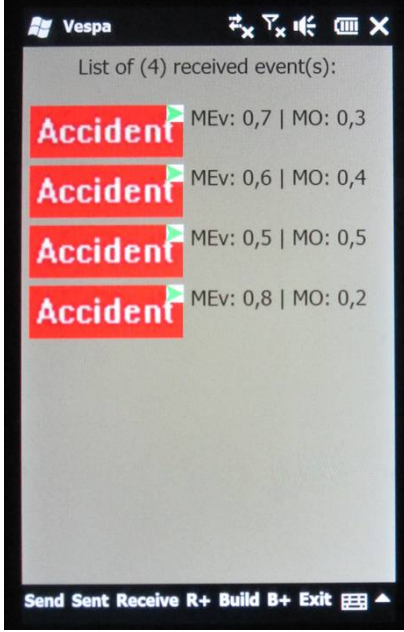 Vespa
List of (4) received event(s):
Accident MEv: 0,7 | MO: 0,3
Accident MEv: 0,6 | MO: 0,4
Accident MEv: 0,5 | MO: 0,5
Accident MEv: 0,8 | MO: 0,2
Send Sent Receive R+ Build B+ Exit